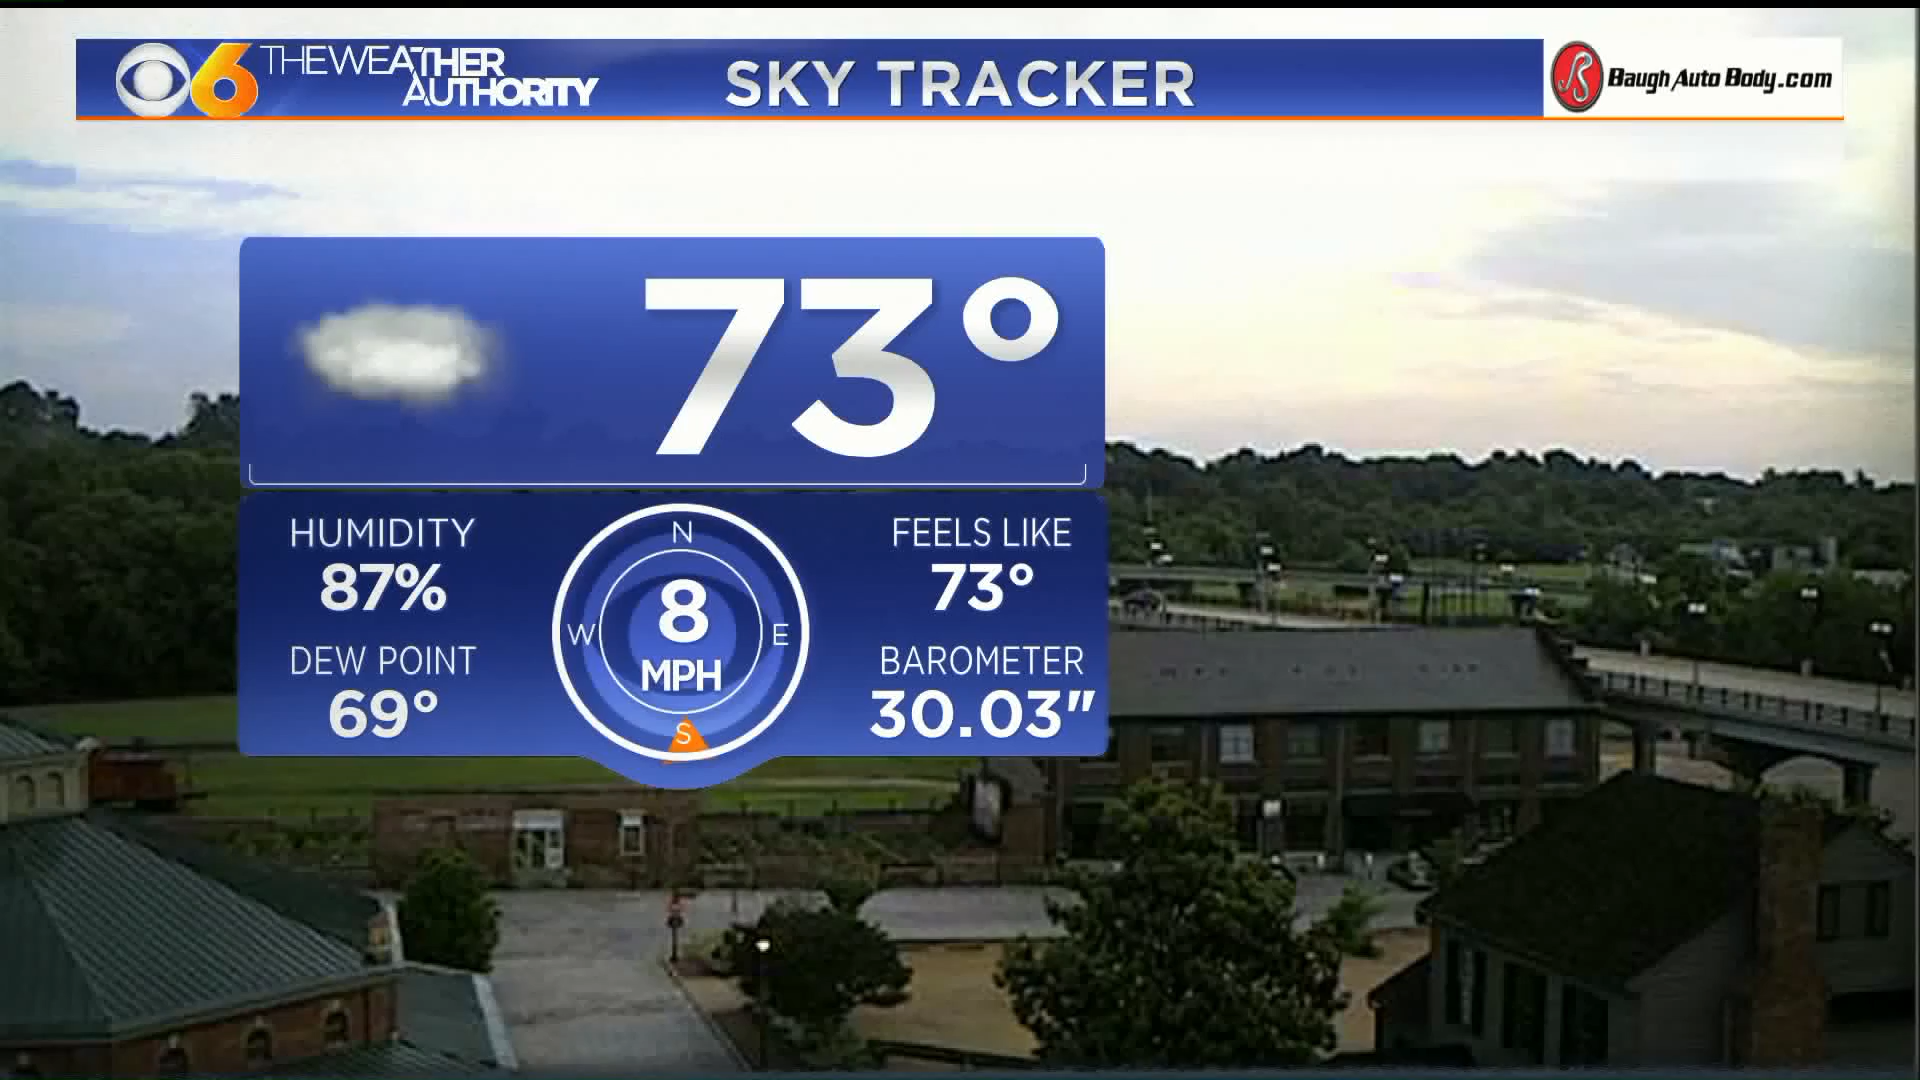 6 THE WEATHER
AUTHORITY
SKY TRACKER
Baugh Auto Body.com
73°
HUMIDITY
87%
DEW POINT
69°
N
W
8
E
MPH
S
FEELS LIKE
73°
BAROMETER
30.03"